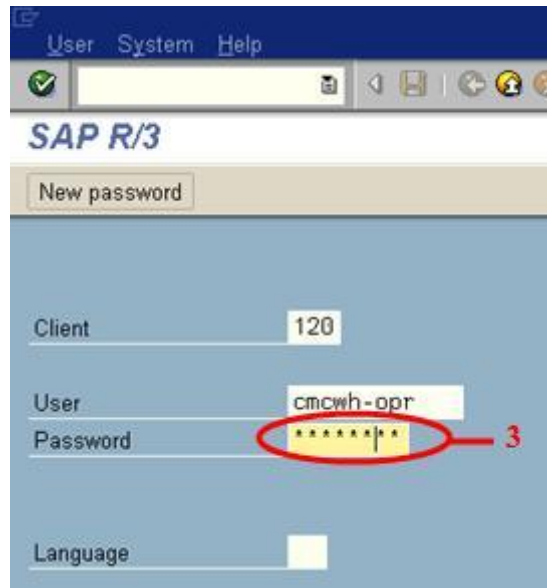 User System Help
SAP R/3
New password
Client 120
User cmcwh-opr
Password ******** 3
Language